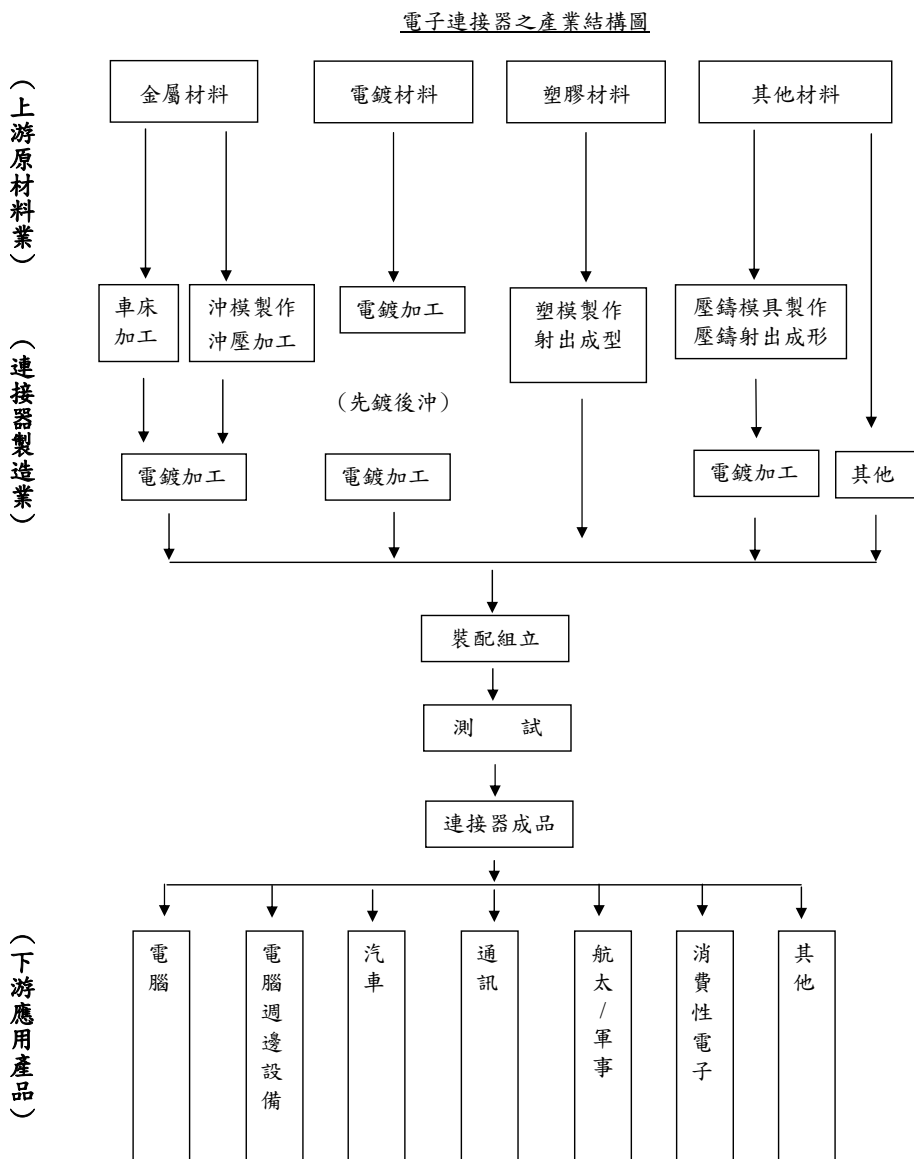 電子連接器之產業結構圖
（上游原材料業）
金屬材料
電鍍材料
塑膠材料
其他材料
（連接器製造業）
車床
加工
沖模製作
沖壓加工
電鍍加工
塑模製作
射出成型
壓鑄模具製作
壓鑄射出成形
（先鍍後沖）
電鍍加工
電鍍加工
電鍍加工
其他
裝配組立
測　　試
連接器成品
（下游應用產品）
電腦
電腦週邊設備
汽車
通訊
航太/軍事
消費性電子
其他